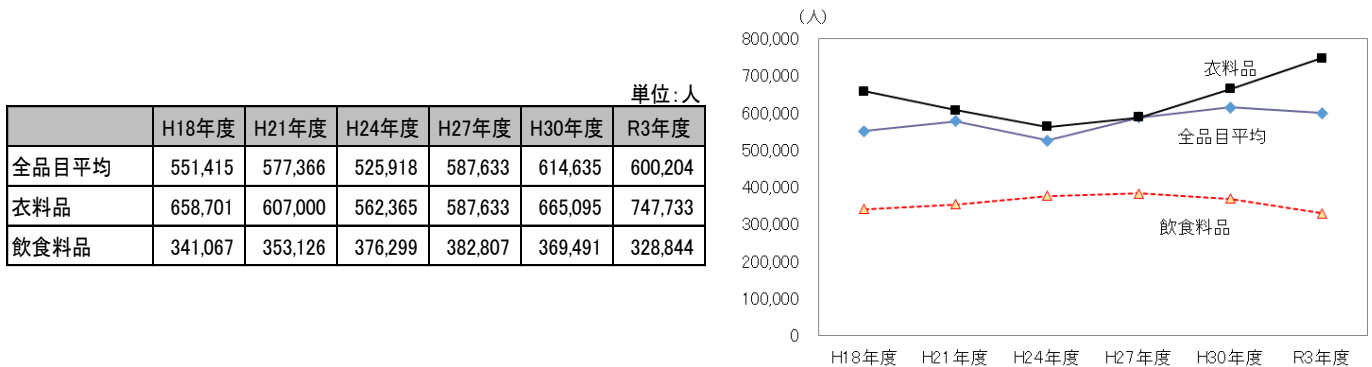 単位：人
H18年度 H21年度 H24年度 H27年度 H30年度 R3年度
全品目平均 551,415 577,366 525,918 587,633 614,635 600,204
衣料品 658,701 607,000 562,365 587,633 665,095 747,733
飲食料品 341,067 353,126 376,299 382,807 369,491 328,844
（人）
800,000
700,000
600,000
500,000
400,000
300,000
200,000
100,000
0
衣料品
全品目平均
飲食料品
H18年度 H21年度 H24年度 H27年度 H30年度 R3年度